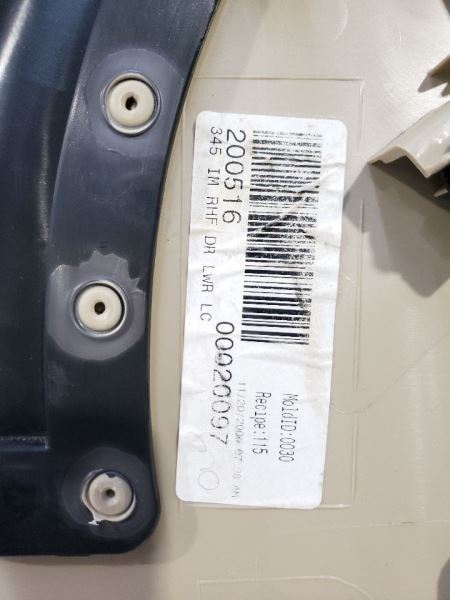 200516
345 IM RHF DR LWR LC
00020097
MoldID:0030
Recipe:115